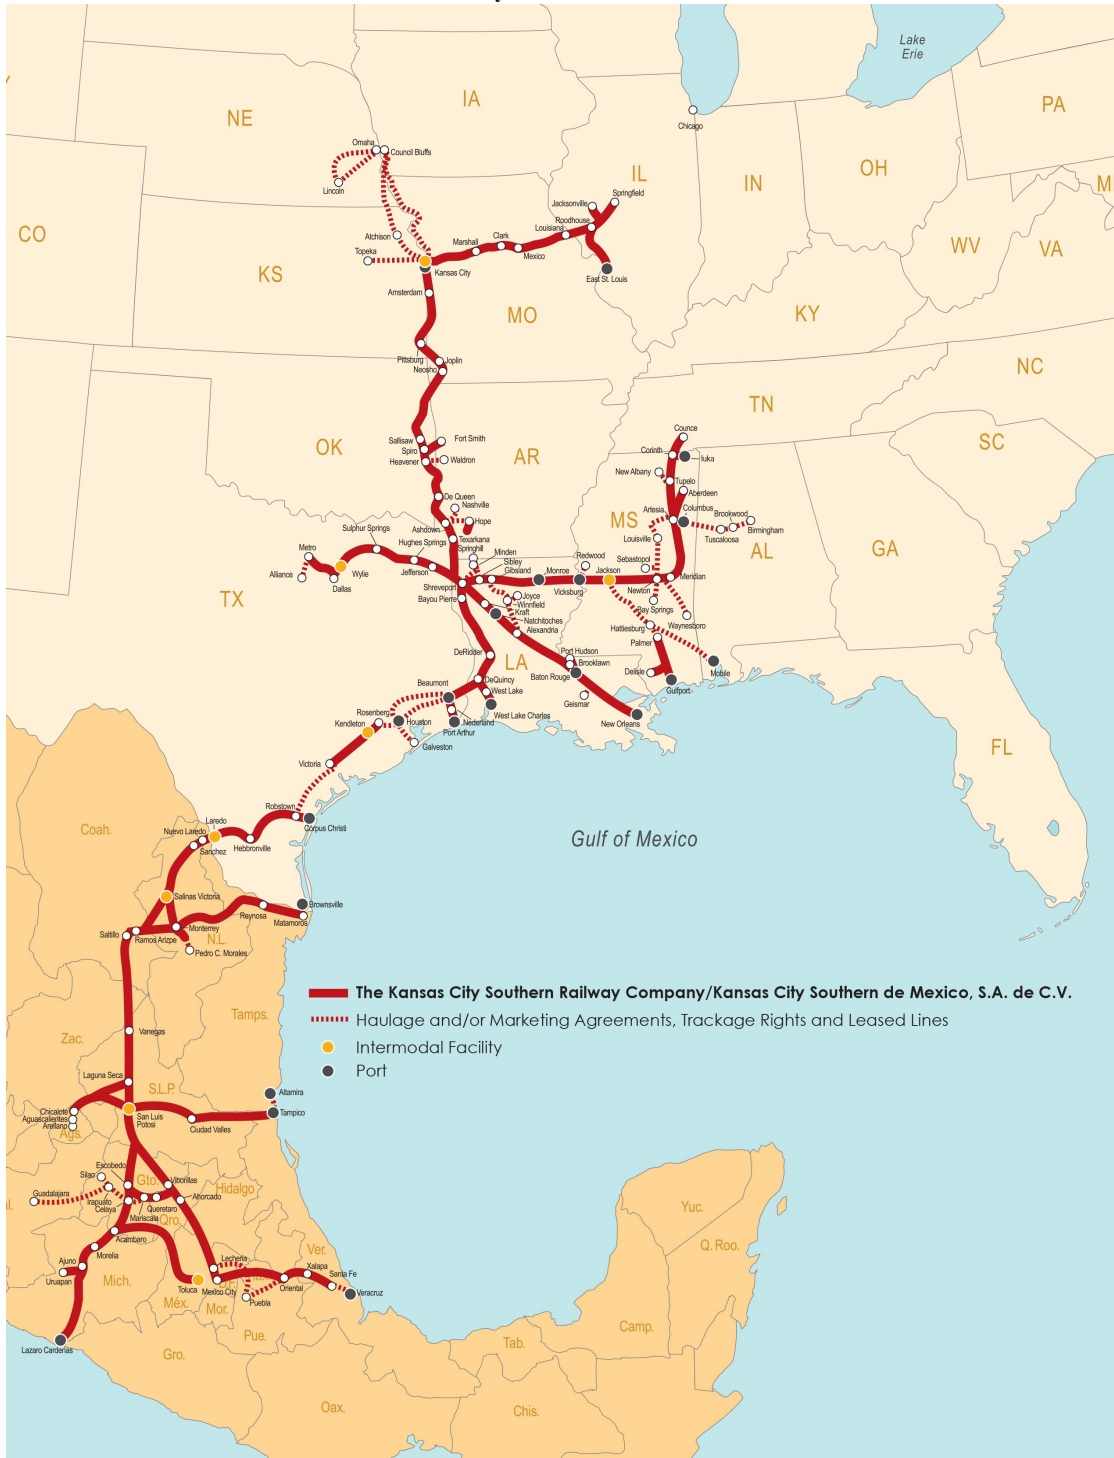 Lake
Erie
PA
NE
IA
Chicago
OH
IL
IN
Omaha
Council Bluffs
Lincoln
Springfield
Jacksonville
Roodhouse
Louisiana
CO
WV
VA
Atchison
Clark
Marshall
Mexico
Topeka
Kansas City
East St. Louis
KS
Amsterdam
MO
KY
Pittsburg
Joplin
Neosho
NC
TN
SC
Counce
Sallisaw
Fort Smith
Spiro
Corinth
Iuka
OK
AR
Heavener
Waldron
New Albany
Tupelo
Aberdeen
De Queen
Nashville
Columbus
Artesia
Brookwood
MS
Hope
Ashdown
Birmingham
Tuscaloosa
Sulphur Springs
Texarkana
Louisville
AL
GA
Hughes Springs
Springhill
Metro
Minden
Redwood
Sebastopol
Sibley
Gibsland
Monroe
Jackson
Wylie
Jefferson
Alliance
Dallas
Shreveport
Vicksburg
Newton
Meridian
TX
Bayou Pierre
Joyce
Winnfield
Kraft
Bay Springs
Natchitoches
Waynesboro
Hattiesburg
Alexandria
Palmer
DeRidder
LA
Port Hudson
Brooklawn
Baton Rouge
Delisle
Mobile
DeQuincy
Gulfport
Beaumont
West Lake
Geismar
Rosenberg
West Lake Charles
New Orleans
Kendleton
Houston
Nederland
Port Arthur
Galveston
FL
Victoria
Robstown
Laredo
Corpus Christi
Coah.
Nuevo Laredo
Gulf of Mexico
Sanchez
Hebbronville
Salinas Victoria
Brownsville
Reynosa
Matamoros
Monterrey
Saltillo
Ramos Arizpe
N.L.
Pedro C. Morales
The Kansas City Southern Railway Company/Kansas City Southern de Mexico, S.A. de C.V.
Haulage and/or Marketing Agreements, Trackage Rights and Leased Lines
Intermodal Facility
Port
Tamps.
Vanegas
Zac.
Laguna Seca
S.L.P.
Altamira
Chicalote
Aguascalientes
Arellano
San Luis
Potosi
Tampico
Ciudad Valles
Ags.
Escobedo
Silao
Gto.
Viborillas
Hidalgo
Guadalajara
Irapuato
Celaya
Ahorcado
Queretaro
Mariscala
Qro.
Yuc.
Q. Roo.
Acambaro
Morelia
Ver.
Ajuno
Lecheria
Xalapa
Santa Fe
Uruapan
Mich.
Toluca
Mexico City
Oriental
Veracruz
Méx.
Mor.
Puebla
Pue.
Camp.
Tab.
Lazaro Cardenas
Gro.
Oax.
Chis.